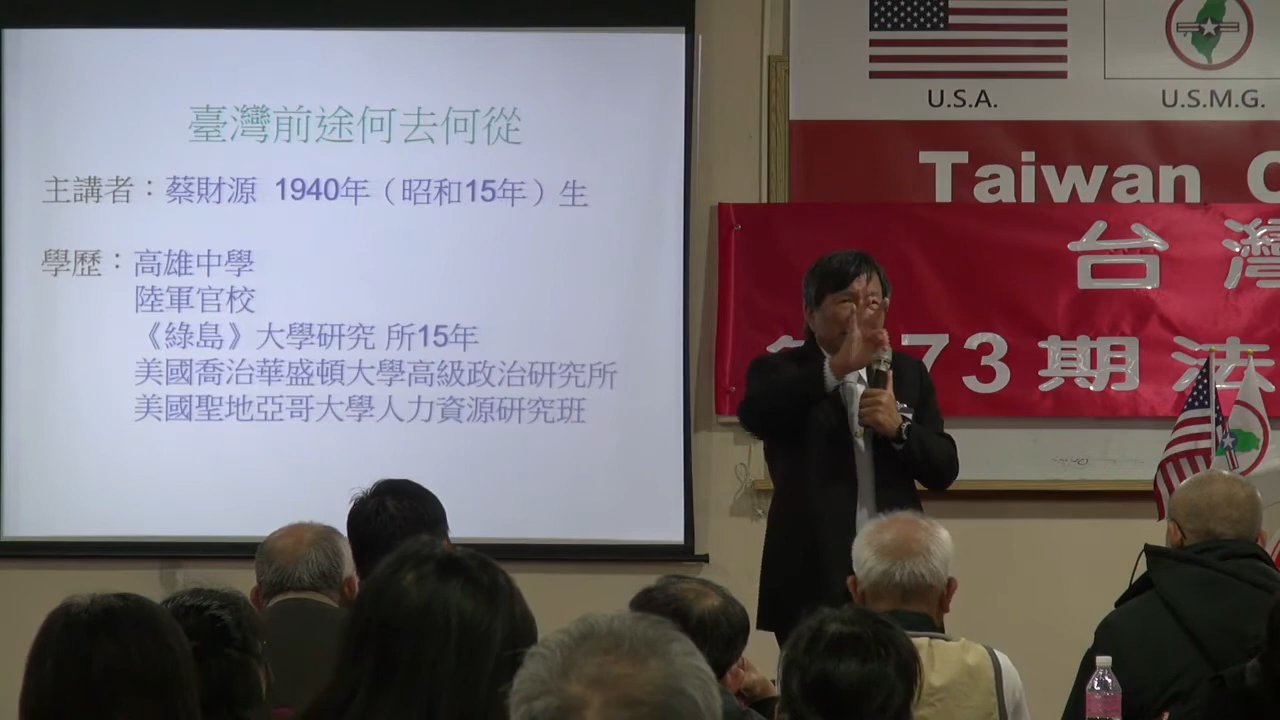 臺灣前途何去何從
主講者：蔡財源 1940年（昭和15年）生
學歷：高雄中學
陸軍官校
《綠島》大學研究 所15年
美國喬治華盛頓大學高級政治研究所
美國聖地亞哥大學人力資源研究班
U.S.A.
U.S.M.G.
Taiwan C
台灣
73期法